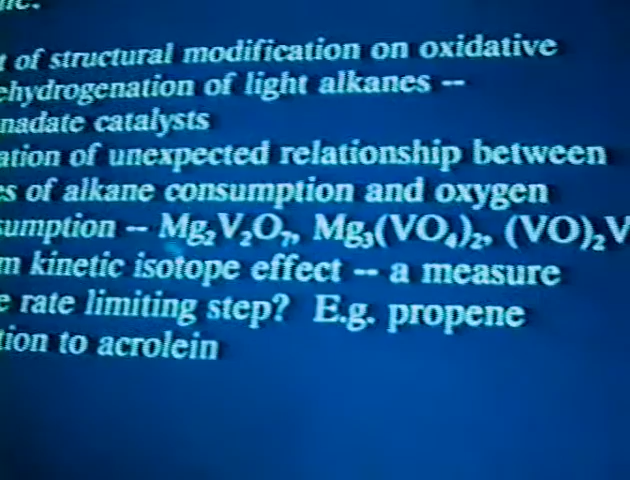 t of structural modification on oxidative
ehydrogenation of light alkanes --
nadate catalysts
ation of unexpected relationship between
es of alkane consumption and oxygen
sumption -- Mg₂V₂O₇, Mg₃(VO₄)₂, (VO)₂V
m kinetic isotope effect -- a measure
e rate limiting step? E.g. propene
tion to acrolein